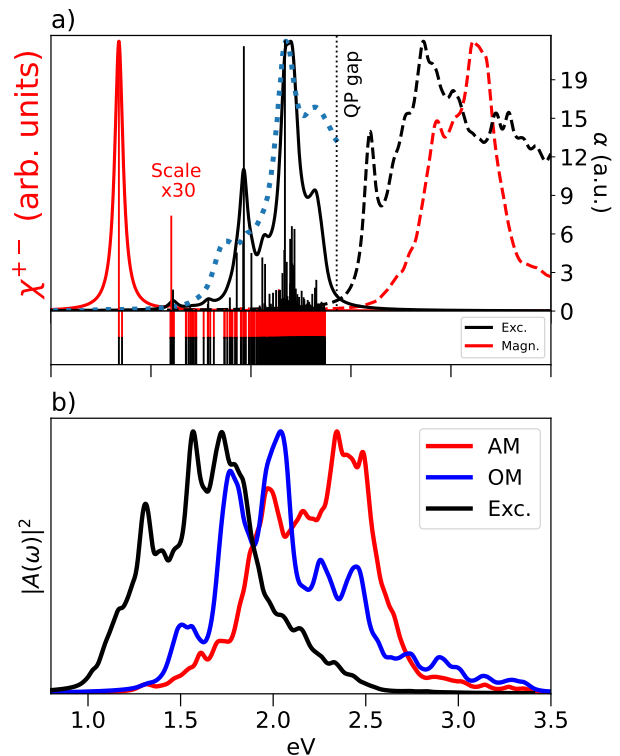 a)
χ⁺⁻ (arb. units)
Scale
x30
QP gap
19
15
12
9
6
3
0
α (a.u.)
Exc.
Magn.
b)
|A(ω)|²
AM
OM
Exc.
1.0
1.5
2.0
2.5
3.0
3.5
eV